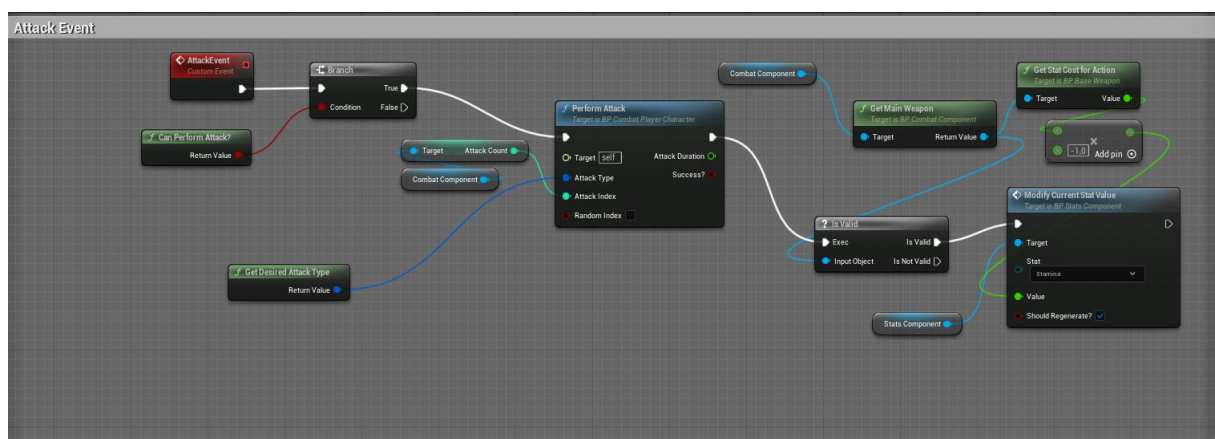 Attack Event
AttackEvent
Custom Event
Branch
True
Condition
False
Can Perform Attack?
Return Value
Target
Attack Count
Combat Component
Get Desired Attack Type
Return Value
Perform Attack
Target is BP Combat Player Character
Target
self
Attack Duration
Attack Type
Success?
Attack Index
Random Index
Combat Component
Get Main Weapon
Target is BP Combat Component
Target
Return Value
Get Stat Cost for Action
Target is BP Base Weapon
Target
Value
×
-1.0
Add pin
? Is Valid
Exec
Is Valid
Input Object
Is Not Valid
Stats Component
Modify Current Stat Value
Target is BP Stats Component
Target
Stat
Stamina
Value
Should Regenerate?